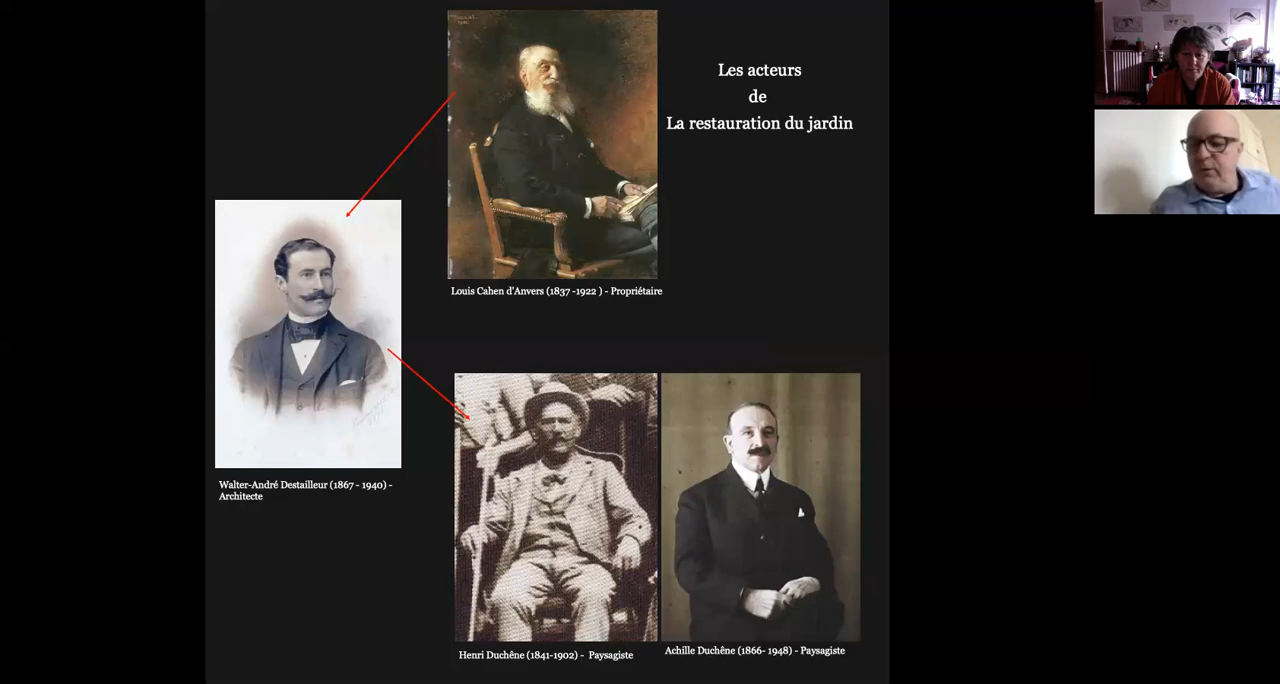 Les acteurs
de
La restauration du jardin
Louis Cahen d'Anvers (1837 -1922 ) - Propriétaire
Walter-André Destailleur (1867 - 1940) -
Architecte
Henri Duchêne (1841-1902) -  Paysagiste
Achille Duchêne (1866- 1948) - Paysagiste